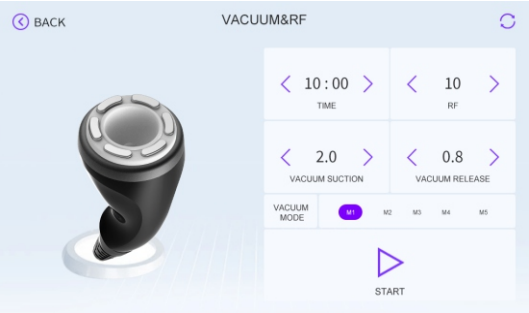 BACK
VACUUM&RF
10 : 00
TIME
10
RF
2.0
VACUUM SUCTION
0.8
VACUUM RELEASE
VACUUM
MODE
M1 M2 M3 M4 M5
START